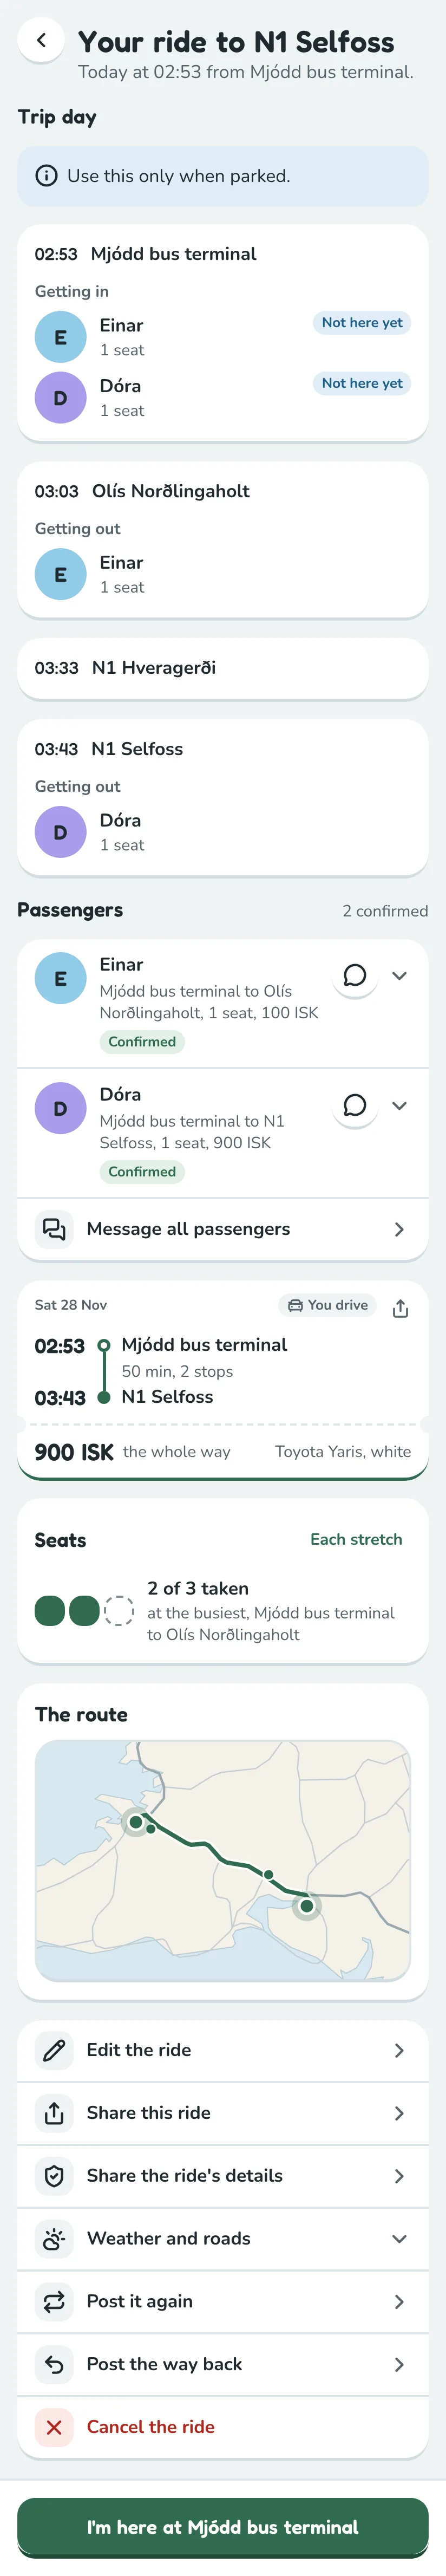 Your ride to N1 Selfoss
Today at 02:53 from Mjódd bus terminal.
Trip day
Use this only when parked.
02:53 Mjódd bus terminal
Getting in
E Einar Not here yet
1 seat
D Dóra Not here yet
1 seat
03:03 Olís Norðlingaholt
Getting out
E Einar
1 seat
03:33 N1 Hveragerði
03:43 N1 Selfoss
Getting out
D Dóra
1 seat
Passengers 2 confirmed
E Einar
Mjódd bus terminal to Olís
Norðlingaholt, 1 seat, 100 ISK
Confirmed
D Dóra
Mjódd bus terminal to N1
Selfoss, 1 seat, 900 ISK
Confirmed
Message all passengers
Sat 28 Nov You drive
02:53 Mjódd bus terminal
50 min, 2 stops
03:43 N1 Selfoss
900 ISK the whole way Toyota Yaris, white
Seats Each stretch
2 of 3 taken
at the busiest, Mjódd bus terminal
to Olís Norðlingaholt
The route
Edit the ride
Share this ride
Share the ride's details
Weather and roads
Post it again
Post the way back
Cancel the ride
I'm here at Mjódd bus terminal